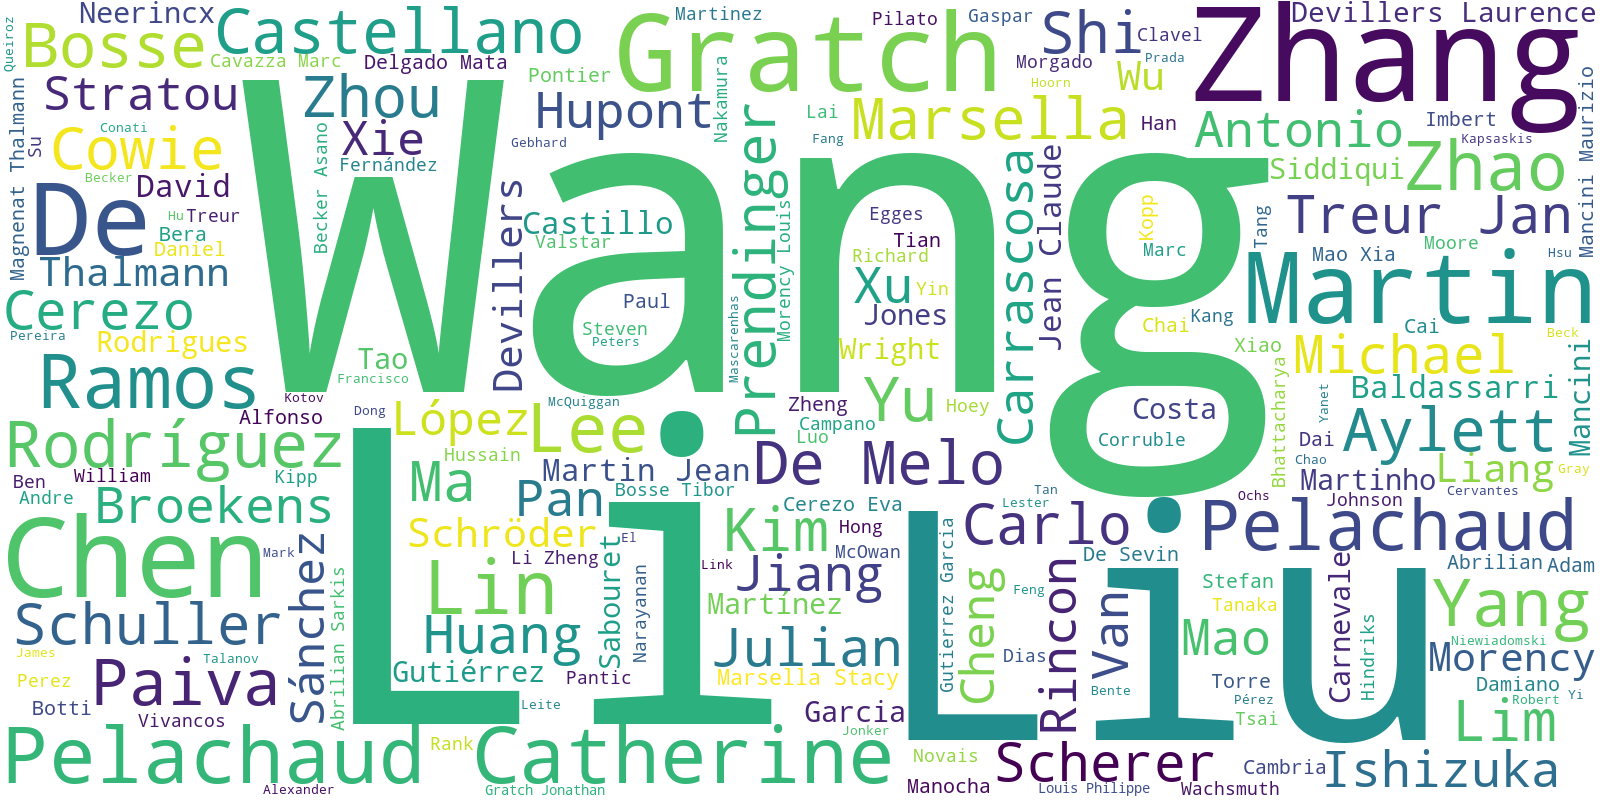 Queiroz
Neerincx
Bosse
Castellano
Cavazza Marc
Delgado Mata
Gratch
Martinez
Pilato
Gaspar
Shi
Clavel
Morgado
Prada
Hoorn
Wu
Zhang
Devillers Laurence
Stratou
Zhou
Pontier
Hupont
Nakamura
Lai
Marsella
Han
Antonio
Imbert
Kapsaskis
Mancini Maurizio
Magnenat Thalmann
Su
Conati
Cowie
Becker
David
Becker Asano
Xie
Fernández
Gebhard
Fang
Siddiqui
Zhao
De
Hu
Treur
Bera
Daniel
Wang
Devillers
Castillo
Valstar
Prendinger
Morency Louis
Egges
Tian
Richard
Carrascosa
Jean Claude
Kopp
Marc
Tang
Treur Jan
Mao Xia
Moore
Hsu
Thalmann
Cerezo
Pereira
Rodrigues
Paul
Steven
Peters
Mascarenhas
Xu
Yin
Jones
Wright
Chai
Kang
Martin
Cai
Beck
Xiao
Michael
Ramos
Tao
Francisco
Kotov
Alfonso
Dong
López
McQuiggan
Lee
Zheng
Campano
Luo
Yu
Hoey
Costa
Corruble
Bhattacharya
Yanet
Baldassarri
Mancini
Aylett
Dai
Chao
Rodríguez
Ben
William
Kipp
Andre
Broekens
Hussain
Ma
Martin Jean
Pan
Bosse Tibor
De Melo
Cerezo Eva
Tan
Lester
Ochs
Martinho
Johnson
Liang
Gray
Cervantes
Chen
Mark
Sánchez
Schröder
Li Zheng
El
Li
Kim
Hong
McOwan
Link
Jiang
Gutierrez Garcia
Liu
Carlo
De Sevin
Pelachaud
Abrilian
Adam
Schuller
Abrilian Sarkis
Lin
Huang
Gutiérrez
Sabouret
Narayanan
Martínez
Cheng
Feng
Rincon
Van
Stefan
Tanaka
Carnevale
Hindriks
Yang
Newiadomski
James
Talanov
Perez
Paiva
Botti
Vivancos
Pantic
Leite
Julian
Marsella Stacy
Dias
Bente
Mao
Torre
Pérez
Tsai
Morency
Damiano
Yi
Robert
Garcia
Jonker
Lim
Pelachaud
Alexander
Rank
Catherine
Gratch Jonathan
Novais
Manocha
Scherer
Louis Philippe
Wachsmuth
Cambria
Ishizuka